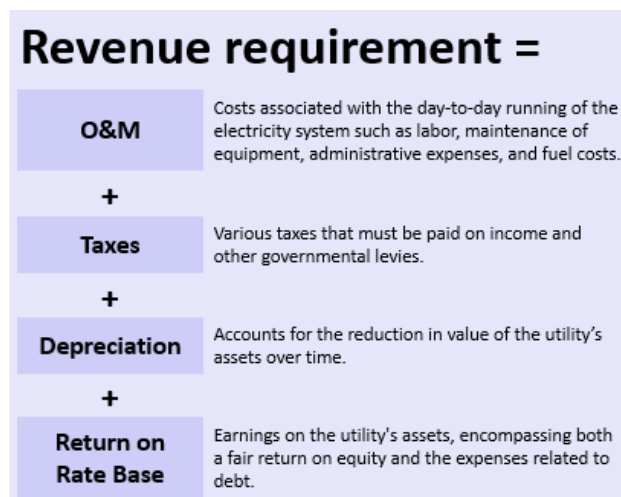 Revenue requirement =
O&M
Costs associated with the day-to-day running of the
electricity system such as labor, maintenance of
equipment, administrative expenses, and fuel costs.
+
Taxes
Various taxes that must be paid on income and
other governmental levies.
+
Depreciation
Accounts for the reduction in value of the utility’s
assets over time.
+
Return on
Rate Base
Earnings on the utility's assets, encompassing both
a fair return on equity and the expenses related to
debt.